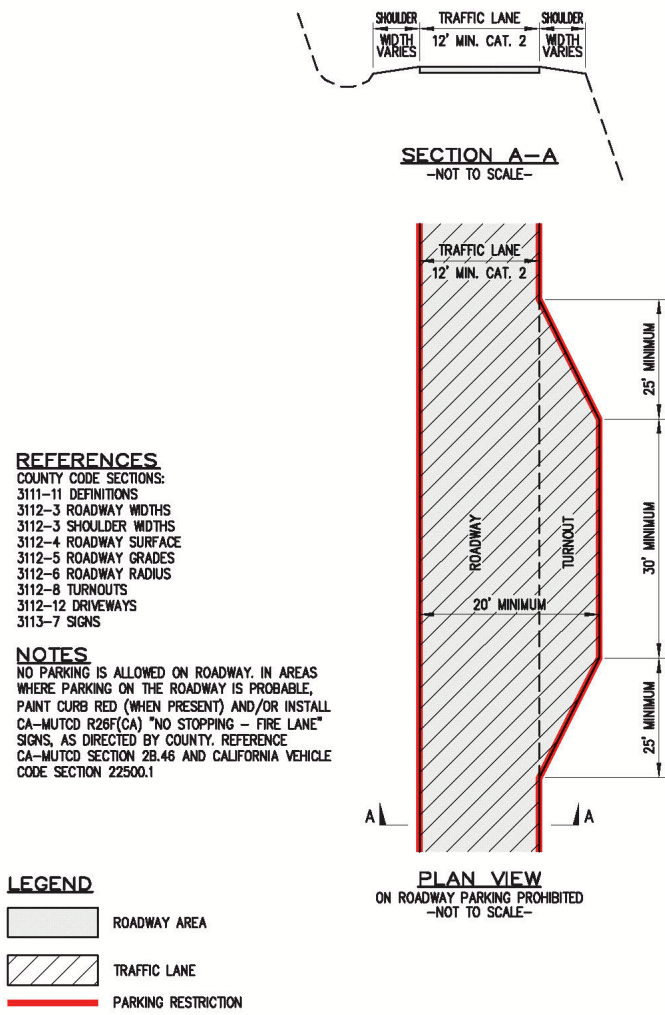 SHOULDER TRAFFIC LANE SHOULDER
WIDTH VARIES 12' MIN. CAT. 2 WIDTH VARIES
SECTION A-A
-NOT TO SCALE-
TRAFFIC LANE
12' MIN. CAT. 2
25' MINIMUM
ROADWAY
TURNOUT
30' MINIMUM
20' MINIMUM
25' MINIMUM
A A
PLAN VIEW
ON ROADWAY PARKING PROHIBITED
-NOT TO SCALE-
REFERENCES
COUNTY CODE SECTIONS:
3111-11 DEFINITIONS
3112-3 ROADWAY WIDTHS
3112-3 SHOULDER WIDTHS
3112-4 ROADWAY SURFACE
3112-5 ROADWAY GRADES
3112-6 ROADWAY RADIUS
3112-8 TURNOUTS
3112-12 DRIVEWAYS
3113-7 SIGNS
NOTES
NO PARKING IS ALLOWED ON ROADWAY. IN AREAS
WHERE PARKING ON THE ROADWAY IS PROBABLE,
PAINT CURB RED (WHEN PRESENT) AND/OR INSTALL
CA-MUTCD R26F(CA) "NO STOPPING - FIRE LANE"
SIGNS, AS DIRECTED BY COUNTY. REFERENCE
CA-MUTCD SECTION 2B.46 AND CALIFORNIA VEHICLE
CODE SECTION 22500.1
LEGEND
ROADWAY AREA
TRAFFIC LANE
PARKING RESTRICTION